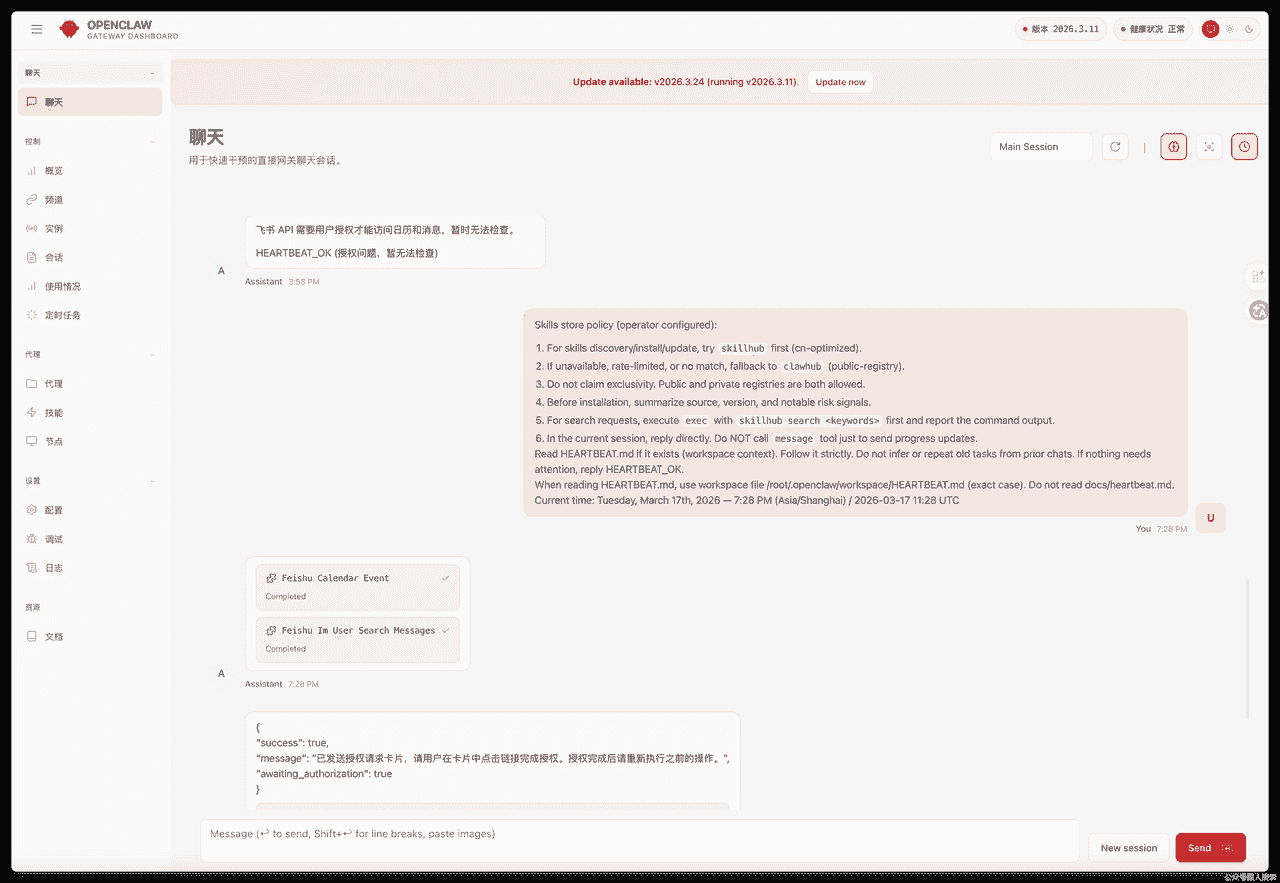 OPENCLAW
GATEWAY DASHBOARD
版本 2026.3.11
健康状况 正常
聊天
聊天
控制
概览
频道
实例
会话
使用情况
定时任务
代理
代理
技能
节点
设置
配置
调试
日志
资源
文档
Update available: v2026.3.24 (running v2026.3.11).
Update now
聊天
用于快速干预的直接网关聊天会话。
Main Session
飞书 API 需要用户授权才能访问日历和消息，暂时无法检查。
HEARTBEAT_OK (授权问题，暂无法检查)
A
Assistant 3:58 PM
Skills store policy (operator configured):
1. For skills discovery/install/update, try skillhub first (cn-optimized).
2. If unavailable, rate-limited, or no match, fallback to clawhub (public-registry).
3. Do not claim exclusivity. Public and private registries are both allowed.
4. Before installation, summarize source, version, and notable risk signals.
5. For search requests, execute exec with skillhub search <keywords> first and report the command output.
6. In the current session, reply directly. Do NOT call message tool just to send progress updates.
Read HEARTBEAT.md if it exists (workspace context). Follow it strictly. Do not infer or repeat old tasks from prior chats. If nothing needs
attention, reply HEARTBEAT_OK.
When reading HEARTBEAT.md, use workspace file /root/.openclaw/workspace/HEARTBEAT.md (exact case). Do not read docs/heartbeat.md.
Current time: Tuesday, March 17th, 2026 — 7:28 PM (Asia/Shanghai) / 2026-03-17 11:28 UTC
U
You 7:28 PM
Feishu Calendar Event
Completed
Feishu Im User Search Messages
Completed
A
Assistant 7:28 PM
{
"success": true,
"message": "已发送授权请求卡片，请用户在卡片中点击链接完成授权。授权完成后请重新执行之前的操作。",
"awaiting_authorization": true
}
Message (↩ to send, Shift+↩ for line breaks, paste images)
New session
Send